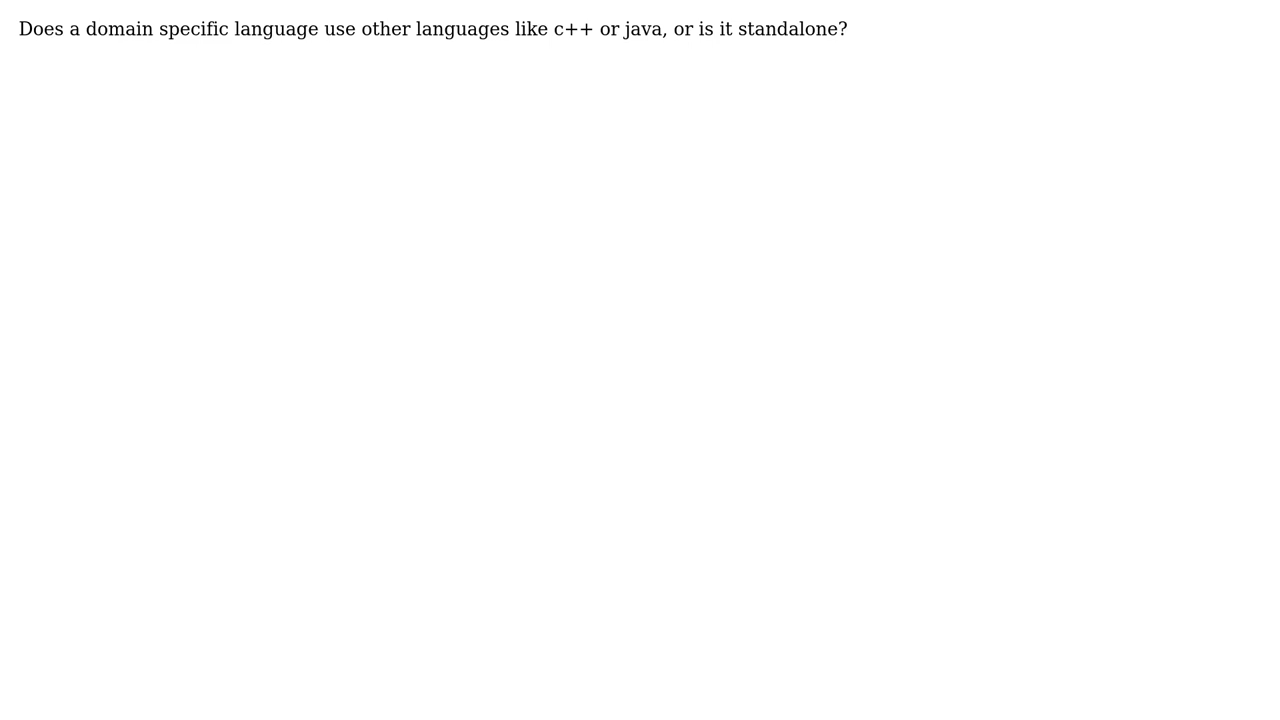 Does a domain specific language use other languages like c++ or java, or is it standalone?